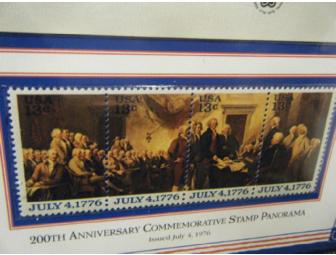 USA 13c USA 13c USA 13c USA 13c
JULY 4,1776 JULY 4,1776 JULY 4,1776 JULY 4,1776
200TH ANNIVERSARY COMMEMORATIVE STAMP PANORAMA
Issued July 4, 1976